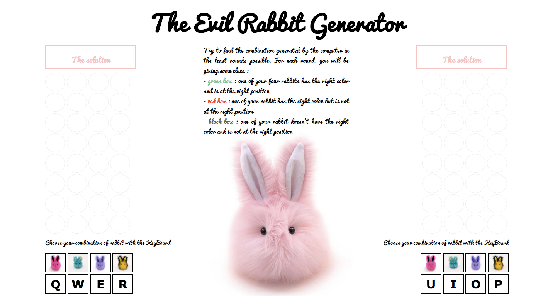 The Evil Rabbit Generator
The solution
Try to find the combination generated by the computer in
the least rounds possible. For each round, you will be
giving some clues :
- green box : one of your four rabbits has the right color
and is at the right position
- red box : one of your rabbit has the right color but is not
at the right position
- black box : one of your rabbit doesn't have the right
color and is not at the right position
The solution
Choose your combination of rabbit with the KeyBoard
Q W E R
Choose your combination of rabbit with the KeyBoard
U I O P